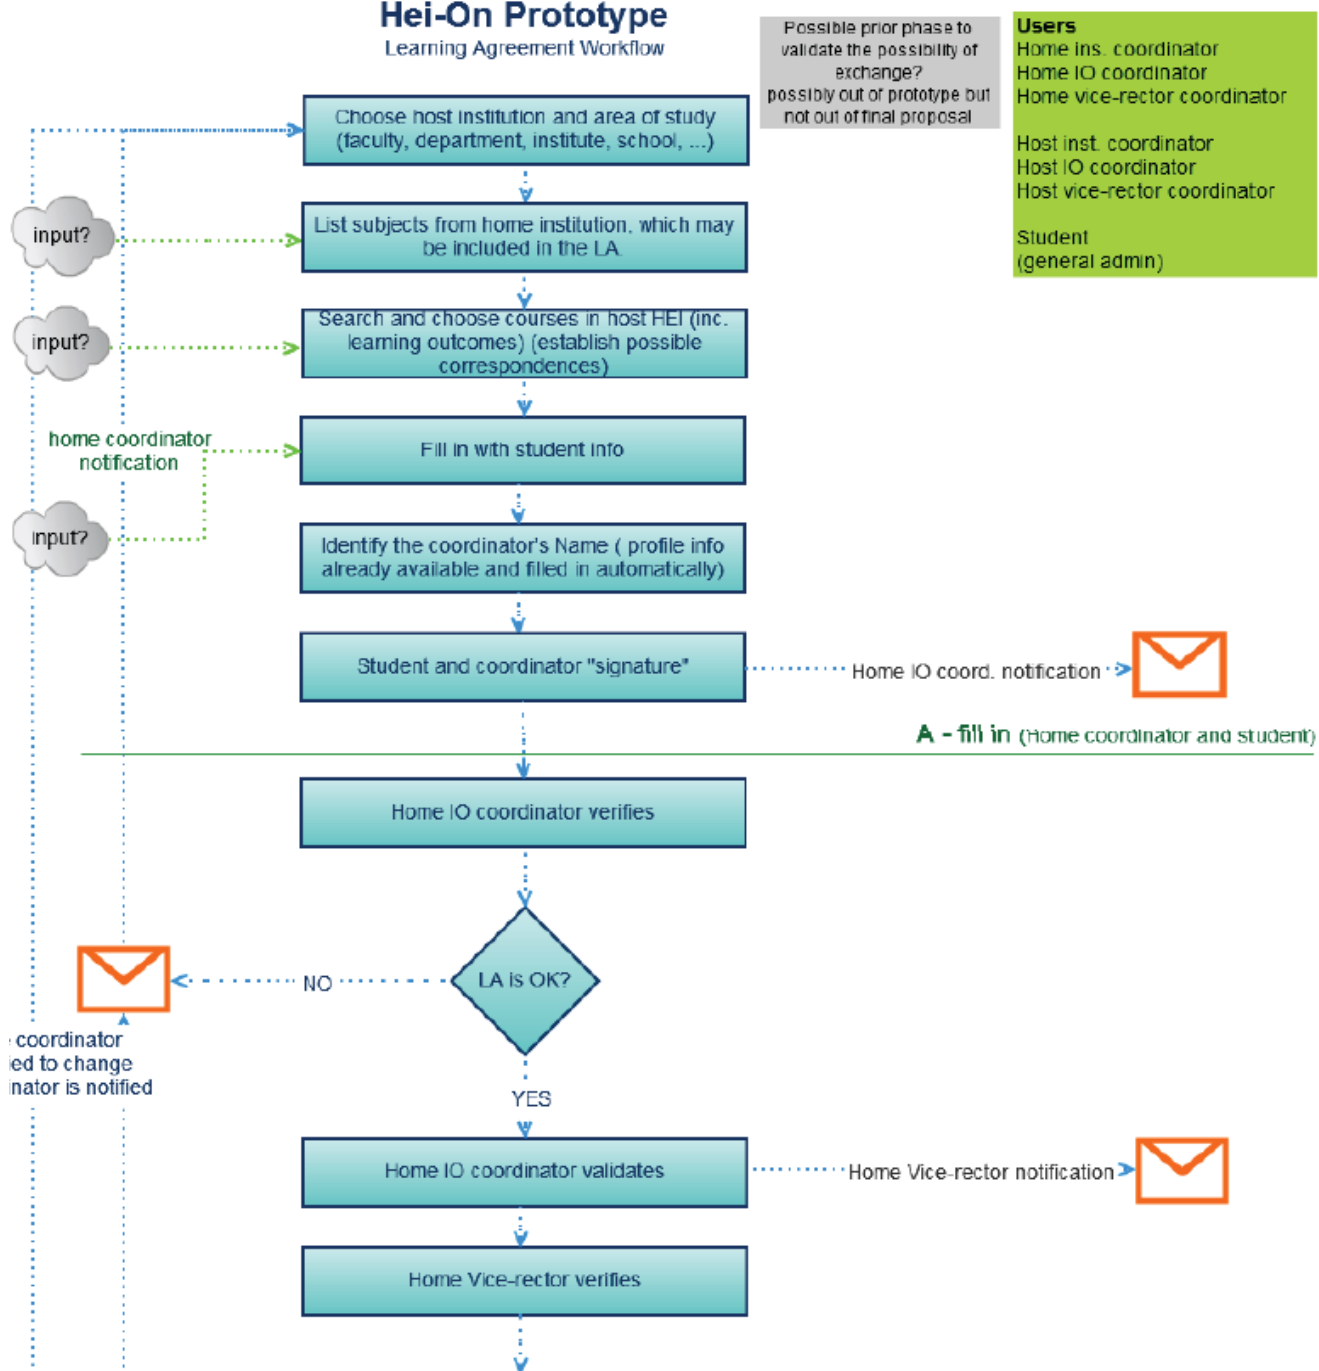 Hei-On Prototype
Learning Agreement Workflow
Possible prior phase to
validate the possibility of
exchange?
possibly out of prototype but
not out of final proposal
Users
Home ins. coordinator
Home IO coordinator
Home vice-rector coordinator
Host inst. coordinator
Host IO coordinator
Host vice-rector coordinator
Student
(general admin)
Choose host institution and area of study
(faculty, department, institute, school, ...)
input?
List subjects from home institution, which may
be included in the LA.
input?
Search and choose courses in host HEI (inc.
learning outcomes) (establish possible
correspondences)
home coordinator
notification
Fill in with student info
input?
Identify the coordinator's Name ( profile info
already available and filled in automatically)
Student and coordinator "signature"
Home IO coord. notification
A - fill in (Home coordinator and student)
Home IO coordinator verifies
LA is OK?
NO
coordinator
ied to change
inator is notified
YES
Home IO coordinator validates
Home Vice-rector notification
Home Vice-rector verifies